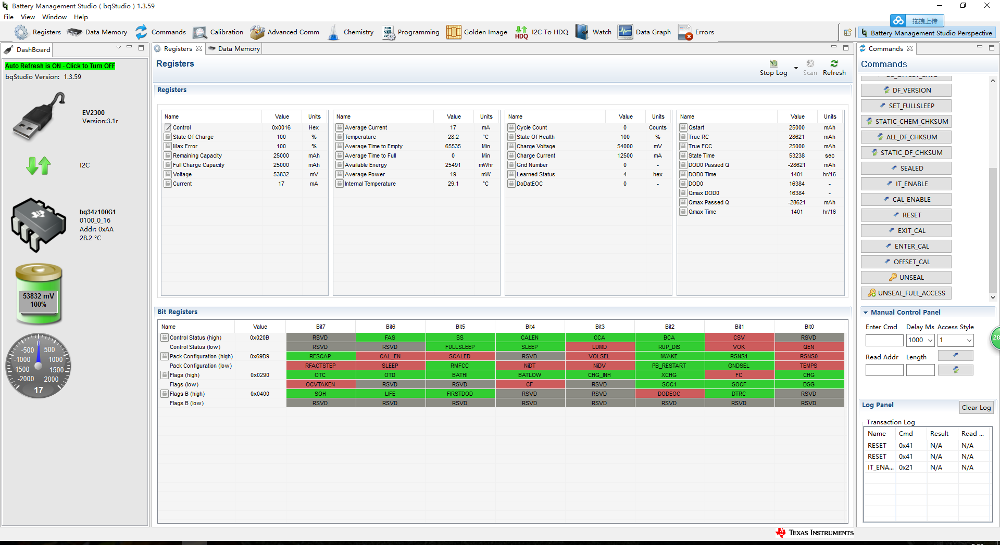 Battery Management Studio ( bqStudio ) 1.3.59
File View Window Help
拖拽上传
Registers Data Memory Commands Calibration Advanced Comm Chemistry Programming Golden Image HDQ I2C To HDQ Watch Data Graph Errors
Battery Management Studio Perspective
DashBoard
Auto Refresh is ON - Click to Turn OFF
bqStudio Version: 1.3.59
EV2300
Version:3.1r
I2C
bq34z100G1
0100_0_16
Addr: 0xAA
28.2 °C
53832 mV
100%
0
-500 500
-1000 1000
-1500 1500
-2000 2000
17
Registers Data Memory
Registers
Stop Log Scan Refresh
Registers
Name Value Units
Control 0x0016 Hex
State Of Charge 100 %
Max Error 100 %
Remaining Capacity 25000 mAh
Full Charge Capacity 25000 mAh
Voltage 53832 mV
Current 17 mA
Name Value Units
Average Current 17 mA
Temperature 28.2 °C
Average Time to Empty 65535 Min
Average Time to Full 0 Min
Available Energy 25491 mWhr
Average Power 19 mW
Internal Temperature 29.1 °C
Name Value Units
Cycle Count 0 Counts
State Of Health 100 %
Charge Voltage 54000 mV
Charge Current 12500 mA
Grid Number 0 -
Learned Status 4 hex
DoDatEOC 0 -
Name Value Units
Qstart 25000 mAh
True RC 28621 mAh
True FCC 25000 mAh
State Time 53238 sec
DOD0 Passed Q -28621 mAh
DOD0 Time 1401 hr/16
DOD0 16384 -
Qmax DOD0 16384 -
Qmax Passed Q -28621 mAh
Qmax Time 1401 hr/16
Bit Registers
Name Value Bit7 Bit6 Bit5 Bit4 Bit3 Bit2 Bit1 Bit0
Control Status (high) 0x020B RSVD FAS SS CALEN CCA BCA CSV RSVD
Control Status (low) RSVD RSVD FULLSLEEP SLEEP LDMD RUP_DIS VOK QEN
Pack Configuration (high) 0x69D9 RESCAP CAL_EN SCALED RSVD VOLSEL IWAKE RSNS1 RSNS0
Pack Configuration (low) RFACTSTEP SLEEP RMFCC NiDT NiDV PB_RESTART GNDSEL TEMPS
Flags (high) 0x0290 OTC OTD BATHI BATLOW CHG_INH XCHG FC CHG
Flags (low) OCVTAKEN RSVD RSVD CF RSVD SOC1 SOCF DSG
Flags B (high) 0x0400 SOH LIFE FIRSTDOD RSVD RSVD DODEOC DTRC RSVD
Flags B (low) RSVD RSVD RSVD RSVD RSVD RSVD RSVD RSVD
Commands
Commands
DF_VERSION
SET_FULLSLEEP
STATIC_CHEM_CHKSUM
ALL_DF_CHKSUM
STATIC_DF_CHKSUM
SEALED
IT_ENABLE
CAL_ENABLE
RESET
EXIT_CAL
ENTER_CAL
OFFSET_CAL
UNSEAL
UNSEAL_FULL_ACCESS
Manual Control Panel
Enter Cmd Delay Ms Access Style
1000 1
Read Addr Length
28
Log Panel
Clear Log
Transaction Log
Name Cmd Result Read ...
RESET 0x41 N/A N/A
RESET 0x41 N/A N/A
IT_ENA... 0x21 N/A N/A
TEXAS INSTRUMENTS